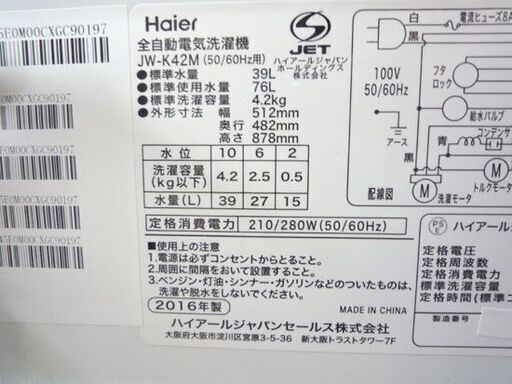 5E0M00CXGC90197
E0M00CXGC90197
0M00CXGC90197
E0M00CXGC90197
5E0M00CXGC90197
45E0M00CXGC90197
Haier
全自動電気洗濯機
JW-K42M (50/60Hz用)
JET
ハイアールジャパン
ホールディングス
株式会社
●標準水量 39L
●標準使用水量 76L
●標準洗濯容量 4.2kg
●外形寸法 幅 512mm
奥行 482mm
高さ 878mm
水位 10 6 2
洗濯容量(kg以下) 4.2 2.5 0.5
水量(L) 39 27 15
定格消費電力 210/280W(50/60Hz)
●使用上の注意
1.電源は必ずコンセントからとること。
2.周囲に間隔をおいて設置すること。
3.ベンジン・灯油・シンナー・ガソリンなどのついたものは、
洗濯や脱水をしないでください。
2016年製
MADE IN CHINA
ハイアールジャパンセールス株式会社
大阪府大阪市淀川区宮原3-5-36 新大阪トラストタワー7F
白
黒
電流ヒューズ8A
100V
50/60Hz
フタ
ロック
給水バルブ
コンデンサ
アース
青
黒
M
M
トルクモータ
洗濯モータ
配線図
PS
E
ハイアール
定格電圧
定格周波数
定格消費電力
標準洗濯容量
定格時間(標準コ
製造番号